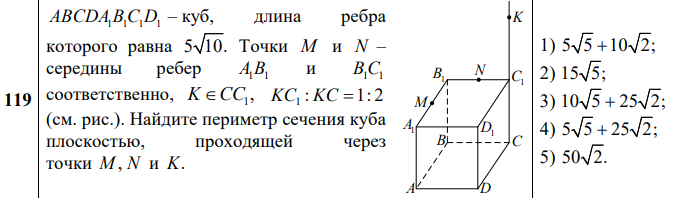 119
ABCDA₁B₁C₁D₁ – куб, длина ребра
которого равна 5√10. Точки M и N –
середины ребер A₁B₁ и B₁C₁
соответственно, K ∈ CC₁, KC₁ : KC = 1 : 2
(см. рис.). Найдите периметр сечения куба
плоскостью, проходящей через
точки M, N и K.
K
B₁ N C₁
M
A₁ D₁
B C
A D
1) 5√5 + 10√2;
2) 15√5;
3) 10√5 + 25√2;
4) 5√5 + 25√2;
5) 50√2.